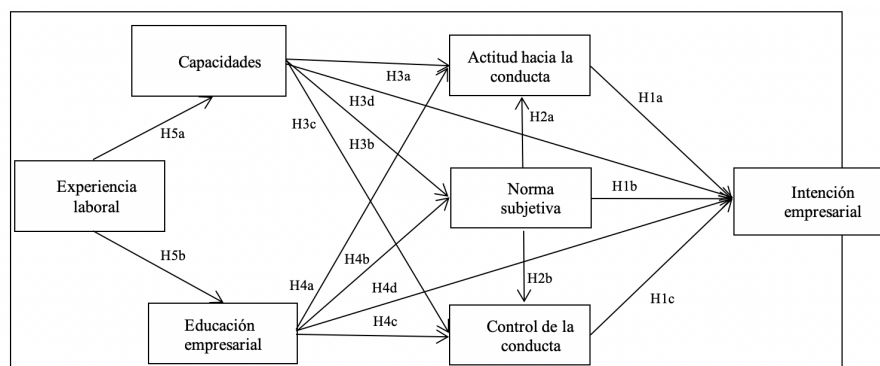 Capacidades
Actitud hacia la
conducta
H3a
H1a
H3d
H2a
H3c
H5a
H3b
Experiencia
laboral
Norma
subjetiva
H1b
Intención
empresarial
H5b
H4b
H4a
H4d
H2b
H1c
H4c
Educación
empresarial
Control de la
conducta